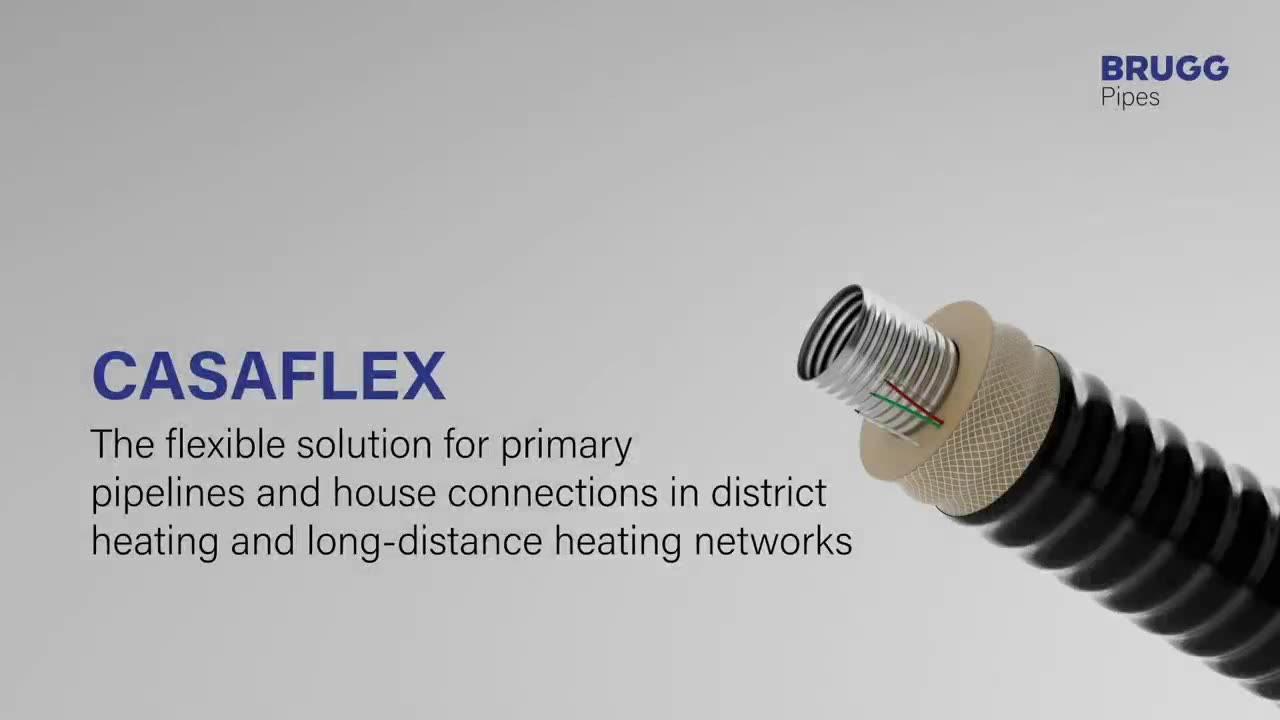 BRUGG
Pipes
CASAFLEX
The flexible solution for primary
pipelines and house connections in district
heating and long-distance heating networks